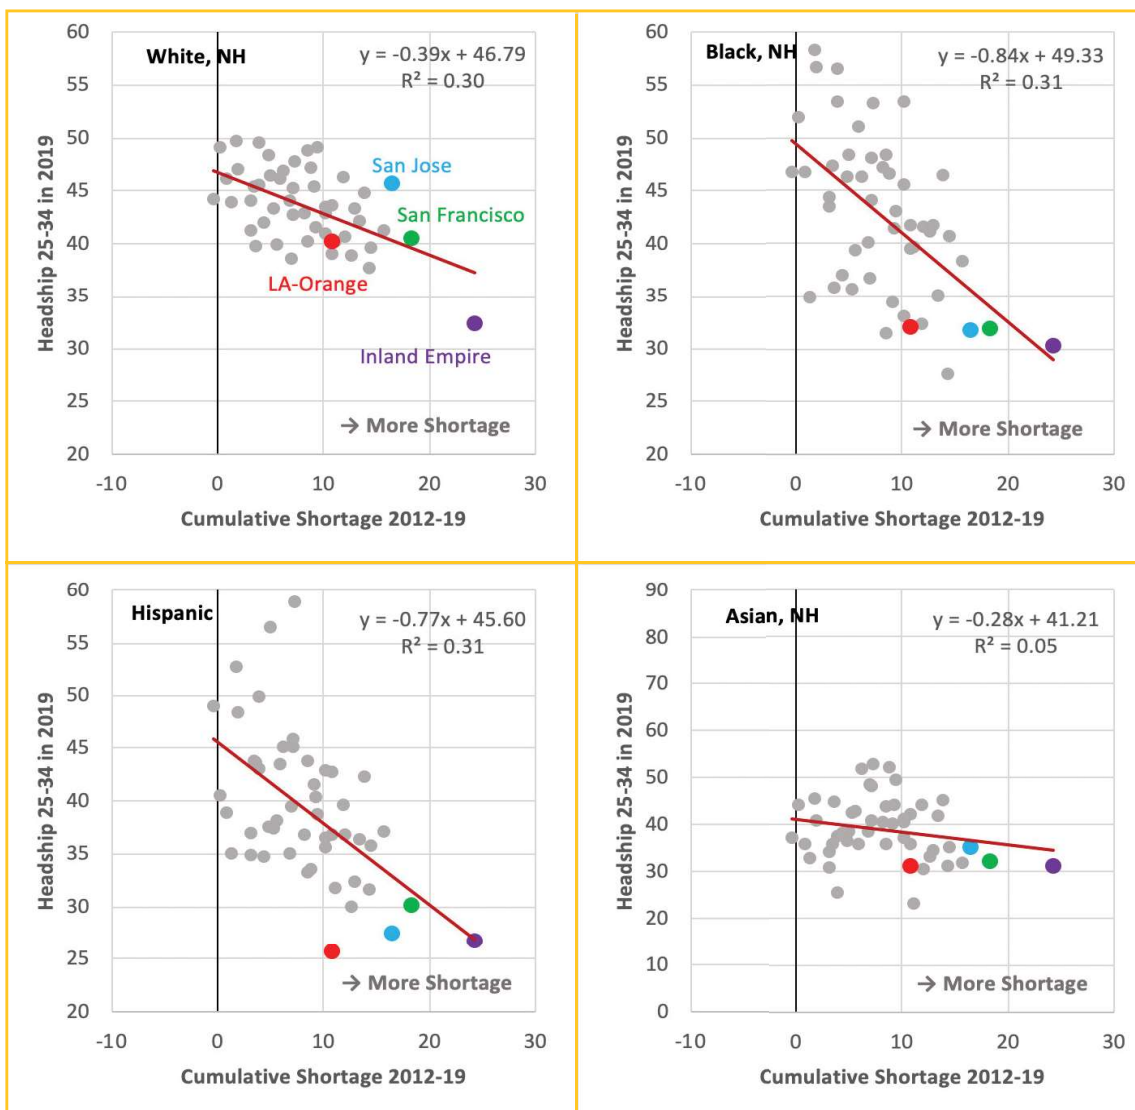 White, NH
y = -0.39x + 46.79
R² = 0.30
Headship 25-34 in 2019
60
55
50
45
40
35
30
25
20
San Jose
San Francisco
LA-Orange
Inland Empire
→ More Shortage
-10 0 10 20 30
Cumulative Shortage 2012-19
Black, NH
y = -0.84x + 49.33
R² = 0.31
Headship 25-34 in 2019
60
55
50
45
40
35
30
25
20
→ More Shortage
-10 0 10 20 30
Cumulative Shortage 2012-19
Hispanic
y = -0.77x + 45.60
R² = 0.31
Headship 25-34 in 2019
60
55
50
45
40
35
30
25
20
→ More Shortage
-10 0 10 20 30
Cumulative Shortage 2012-19
Asian, NH
y = -0.28x + 41.21
R² = 0.05
Headship 25-34 in 2019
90
80
70
60
50
40
30
20
10
0
→ More Shortage
-10 0 10 20 30
Cumulative Shortage 2012-19